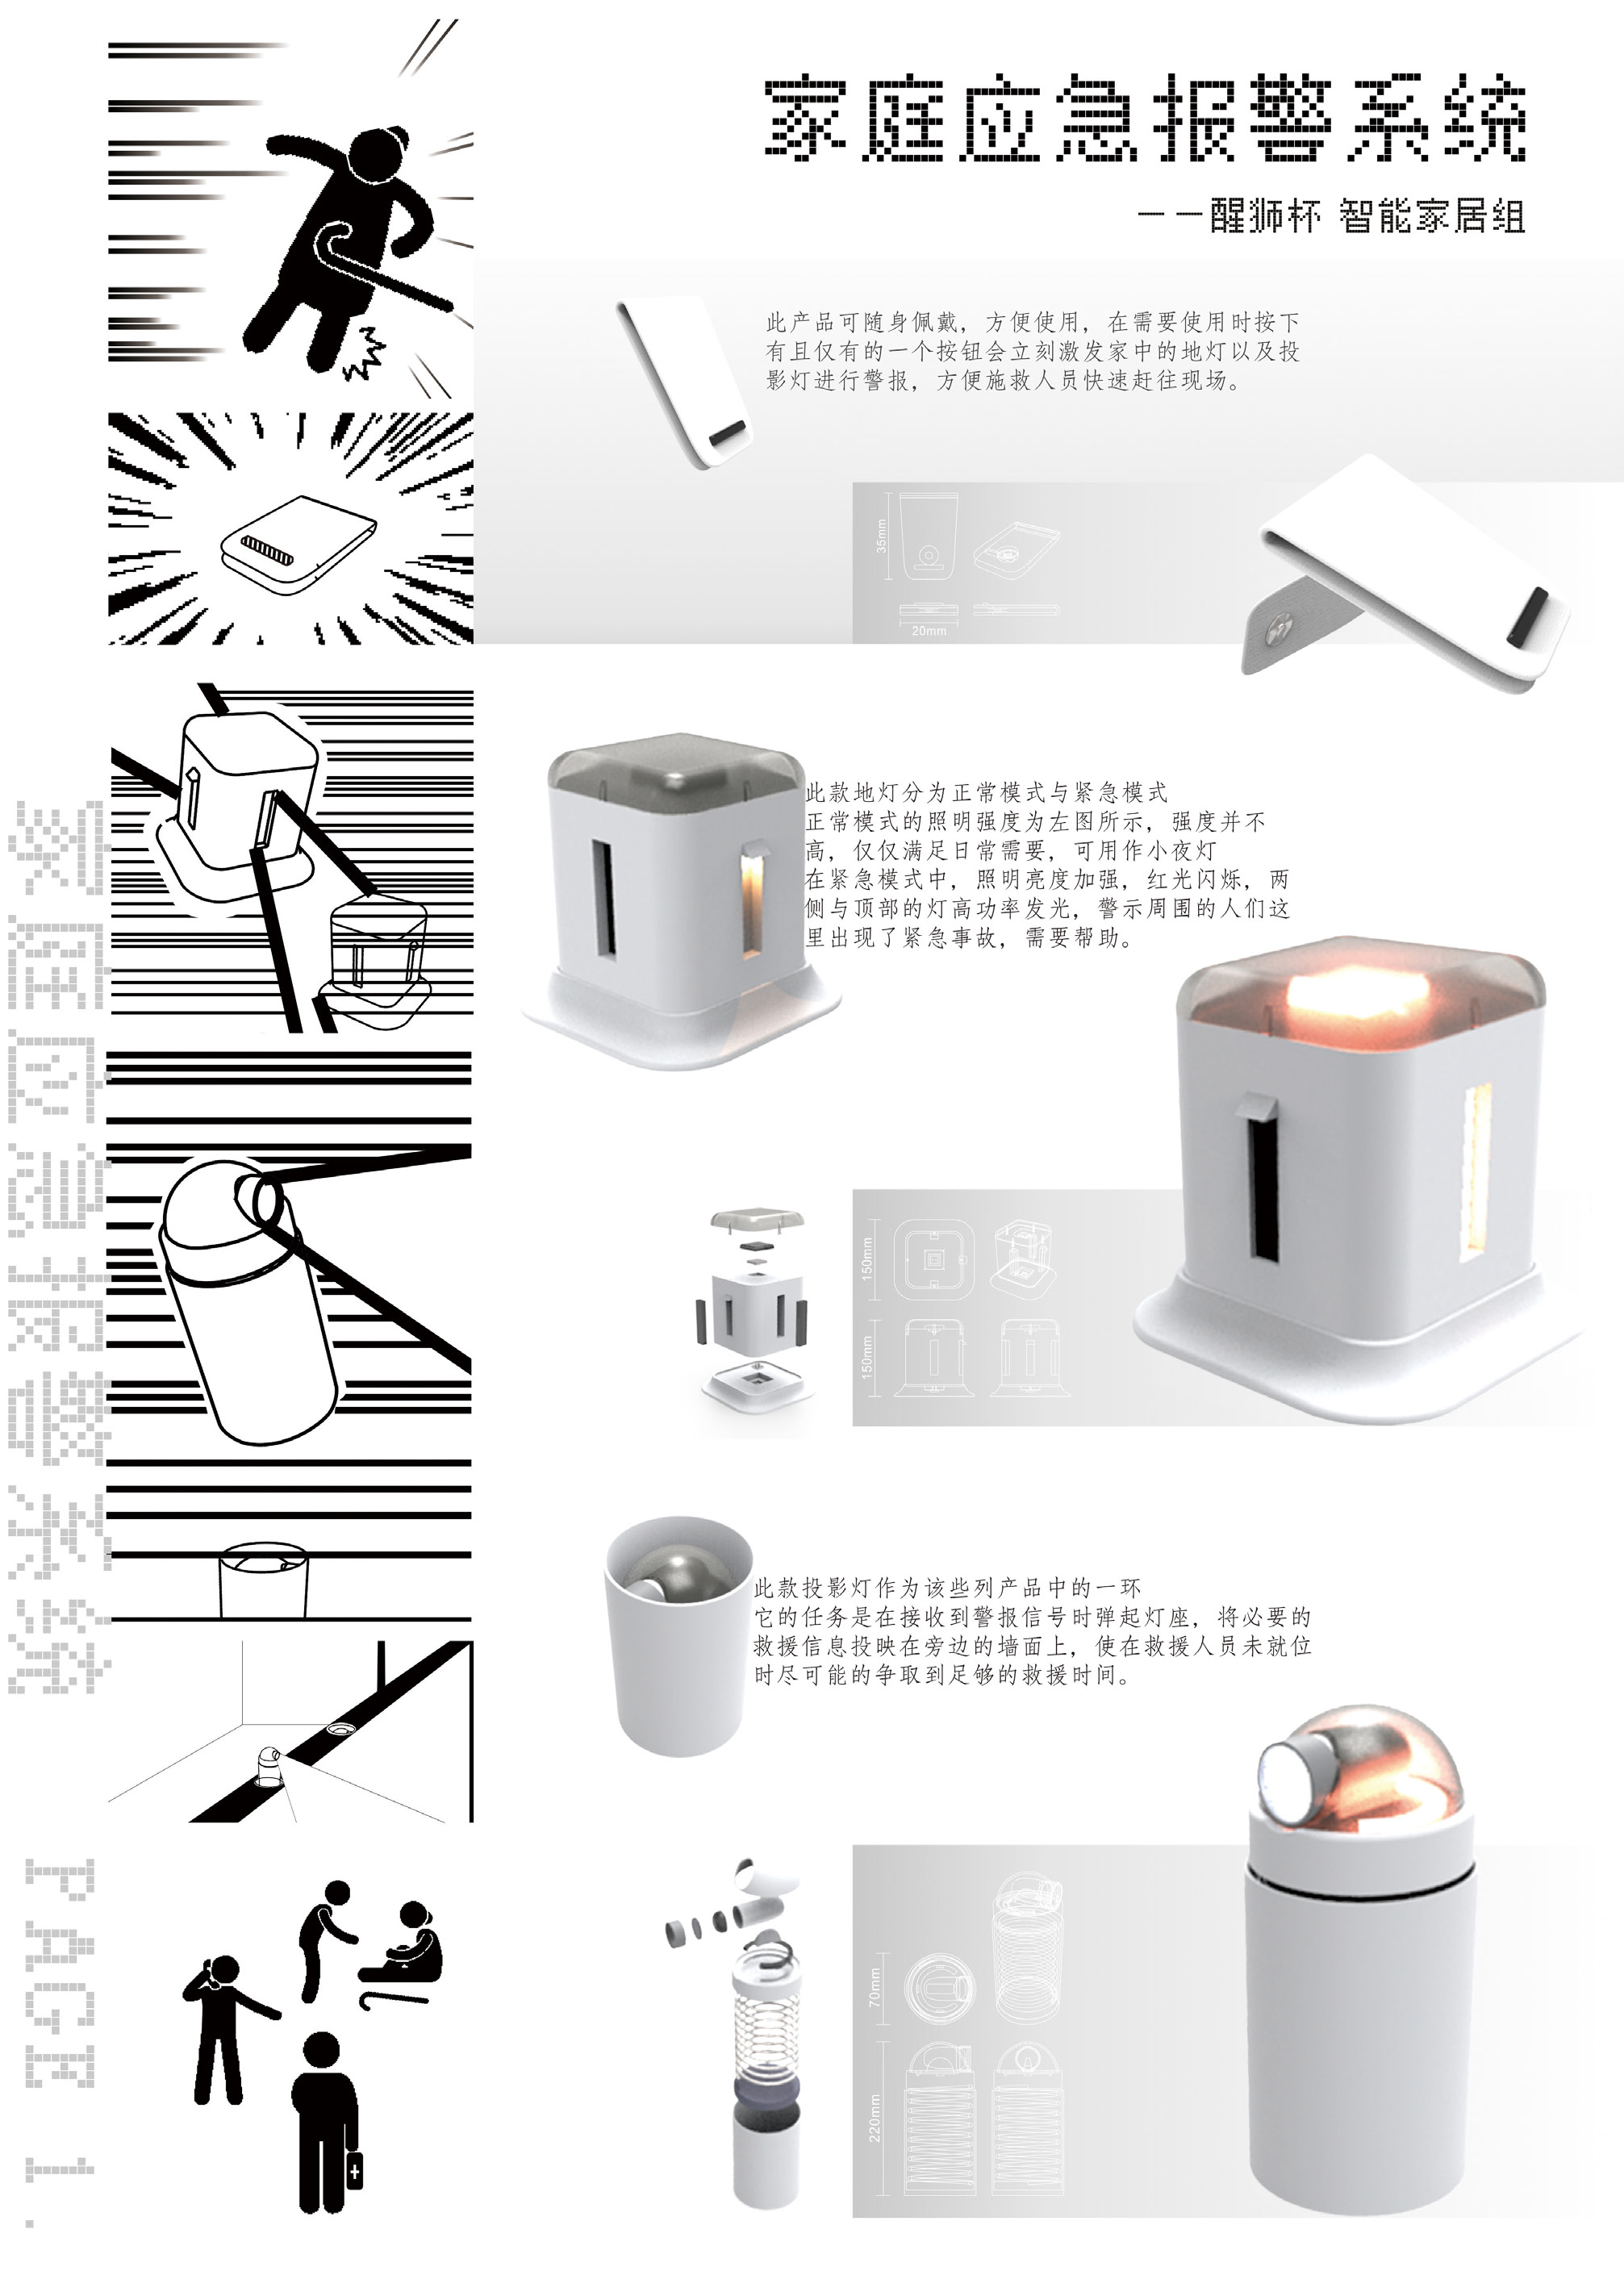 家庭应急报警系统
——醒狮杯 智能家居组
此产品可随身佩戴，方便使用，在需要使用时按下
有且仅有的一个按钮会立刻激发家中的地灯以及投
影灯进行警报，方便施救人员快速赶往现场。
35mm
20mm
此款地灯分为正常模式与紧急模式
正常模式的照明强度为左图所示，强度并不
高，仅仅满足日常需要，可用作小夜灯
在紧急模式中，照明亮度加强，红光闪烁，两
侧与顶部的灯高功率发光，警示周围的人们这
里出现了紧急事故，需要帮助。
150mm
150mm
此款投影灯作为该些列产品中的一环
它的任务是在接收到警报信号时弹起灯座，将必要的
救援信息投映在旁边的墙面上，使在救援人员未就位
时尽可能的争取到足够的救援时间。
70mm
220mm
家庭应急报警系统
PAGE 1.